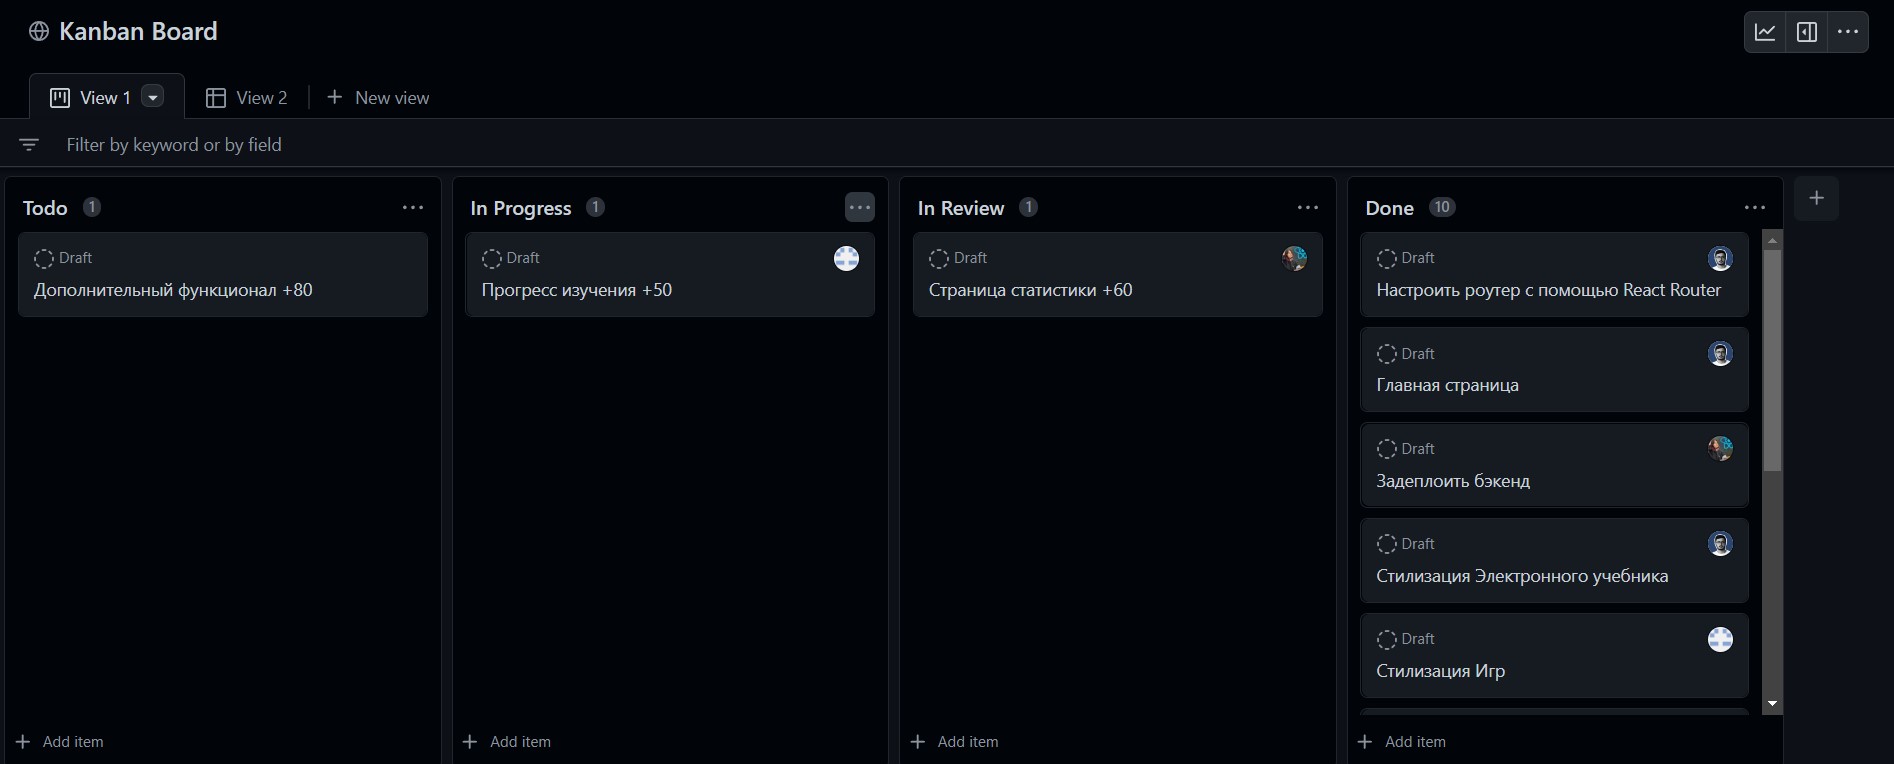 Kanban Board
View 1
View 2
New view
Filter by keyword or by field
Todo 1
Draft
Дополнительный функционал +80
Add item
In Progress 1
Draft
Прогресс изучения +50
Add item
In Review 1
Draft
Страница статистики +60
Add item
Done 10
Draft
Настроить роутер с помощью React Router
Draft
Главная страница
Draft
Задеплоить бэкенд
Draft
Стилизация Электронного учебника
Draft
Стилизация Игр
Add item